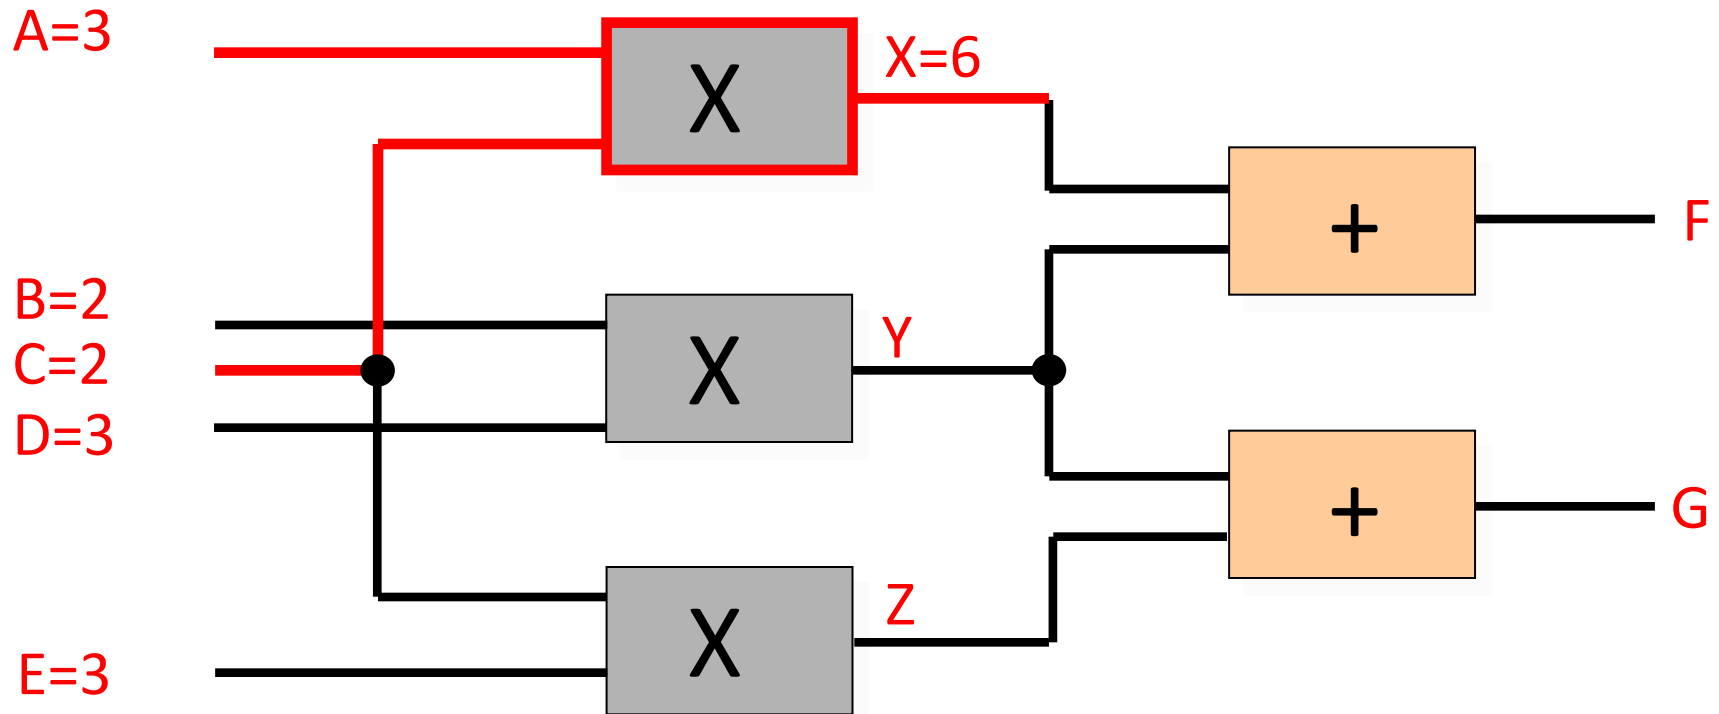 A=3
X
X=6
+
F
B=2
C=2
D=3
X
Y
+
G
X
Z
E=3